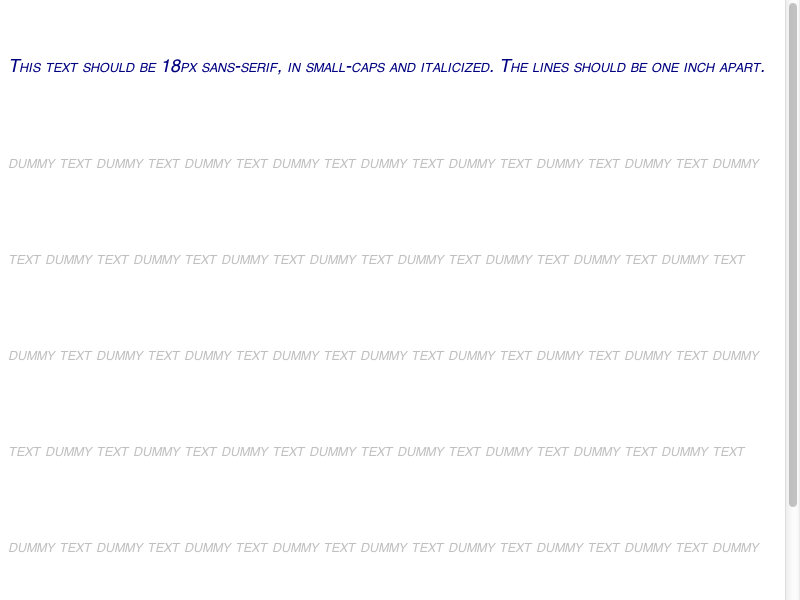 This text should be 18px sans-serif, in small-caps and italicized. The lines should be one inch apart.
dummy text dummy text dummy text dummy text dummy text dummy text dummy text dummy text dummy
text dummy text dummy text dummy text dummy text dummy text dummy text dummy text dummy text
dummy text dummy text dummy text dummy text dummy text dummy text dummy text dummy text dummy
text dummy text dummy text dummy text dummy text dummy text dummy text dummy text dummy text
dummy text dummy text dummy text dummy text dummy text dummy text dummy text dummy text dummy